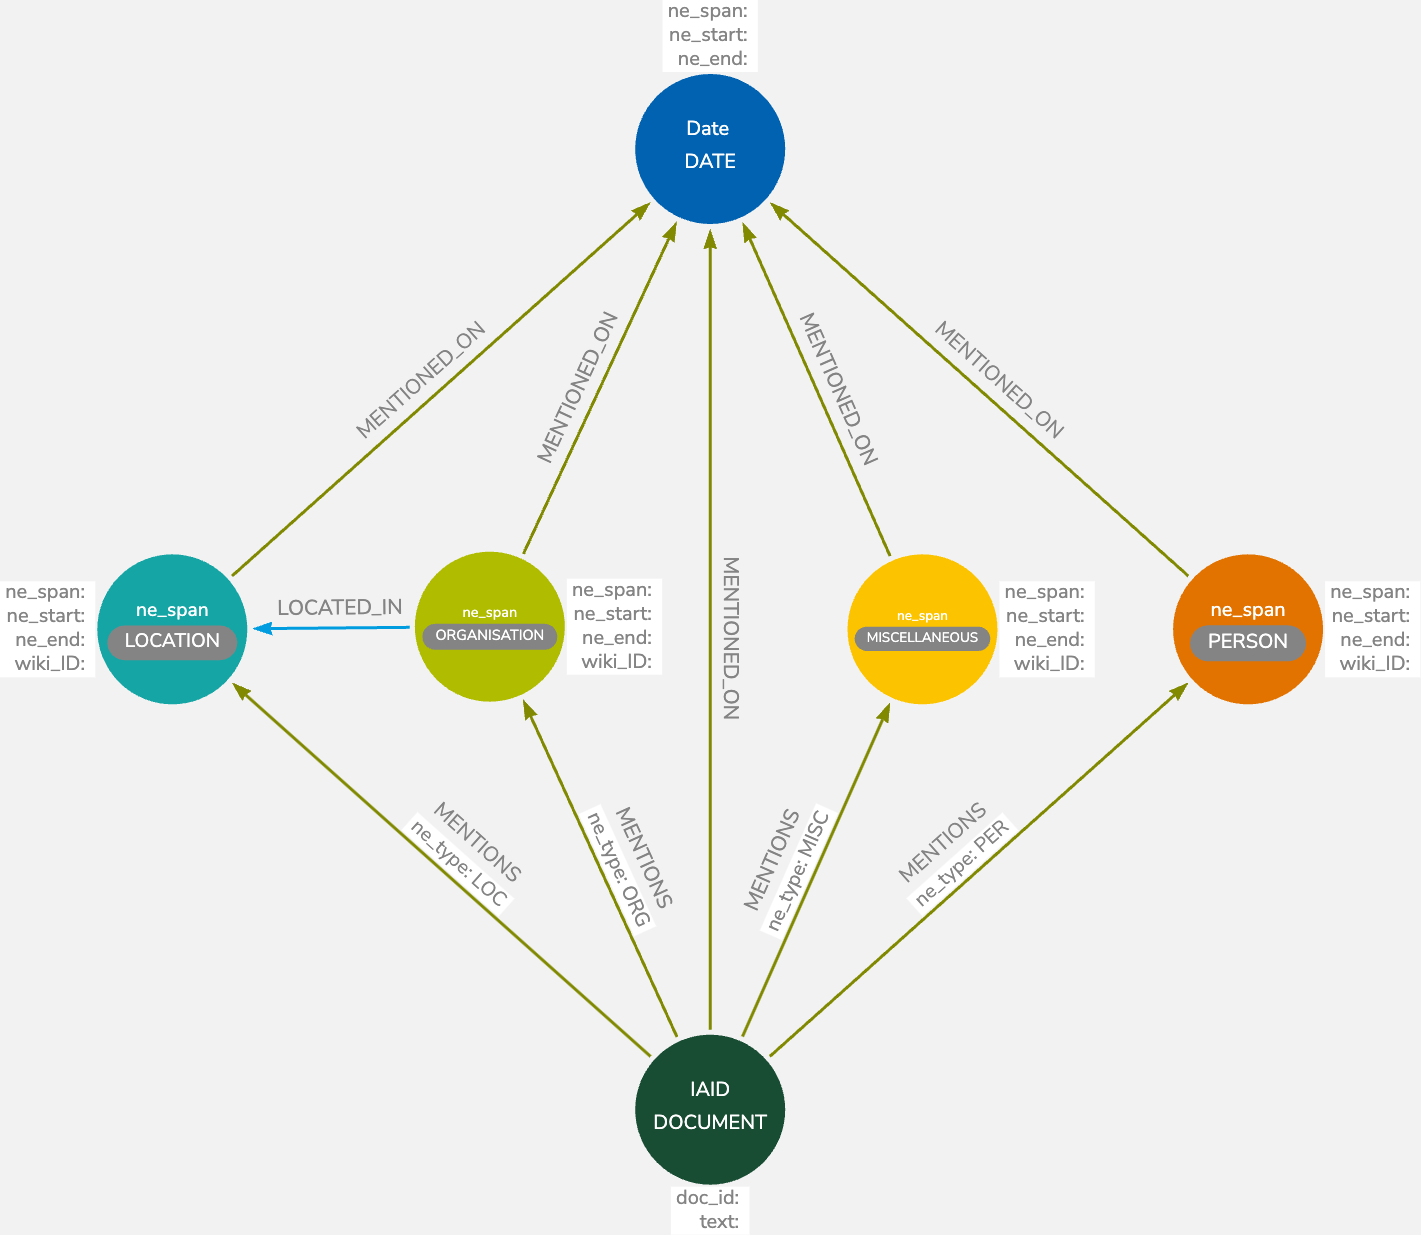 ne_span:
ne_start:
ne_end:
Date
DATE
MENTIONED_ON
MENTIONED_ON
MENTIONED_ON
MENTIONED_ON
MENTIONED_ON
ne_span:
ne_start:
ne_end:
wiki_ID:
ne_span
LOCATION
LOCATED_IN
ne_span
ORGANISATION
ne_span:
ne_start:
ne_end:
wiki_ID:
ne_span
MISCELLANEOUS
ne_span:
ne_start:
ne_end:
wiki_ID:
ne_span
PERSON
ne_span:
ne_start:
ne_end:
wiki_ID:
MENTIONS
ne_type: LOC
MENTIONS
ne_type: ORG
MENTIONS
ne_type: MISC
MENTIONS
ne_type: PER
IAID
DOCUMENT
doc_id:
text: